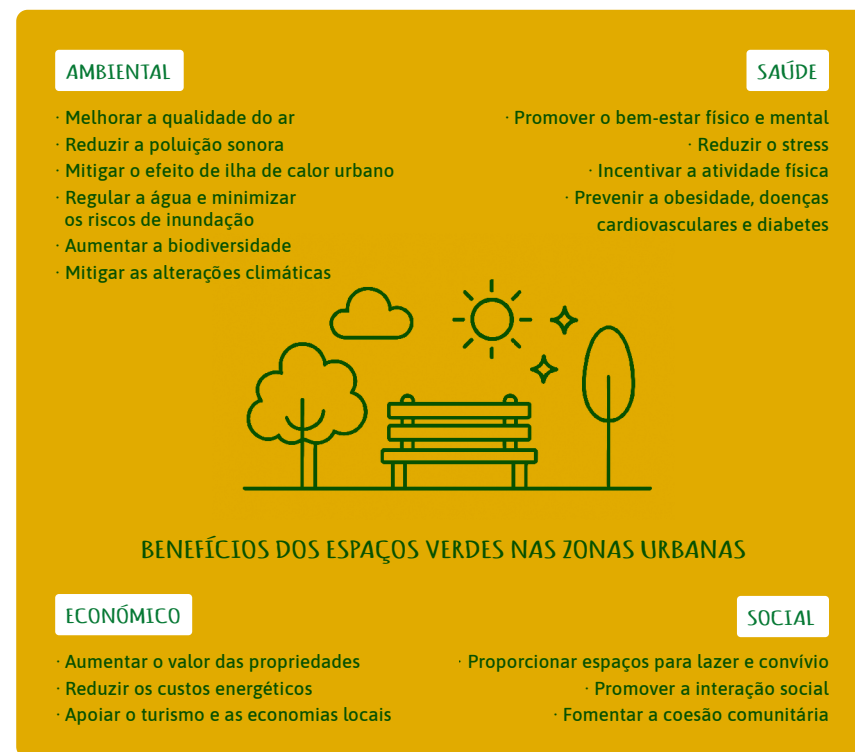 AMBIENTAL
· Melhorar a qualidade do ar
· Reduzir a poluição sonora
· Mitigar o efeito de ilha de calor urbano
· Regular a água e minimizar
os riscos de inundação
· Aumentar a biodiversidade
· Mitigar as alterações climáticas
SAÚDE
· Promover o bem-estar físico e mental
· Reduzir o stress
· Incentivar a atividade física
· Prevenir a obesidade, doenças
cardiovasculares e diabetes
BENEFÍCIOS DOS ESPAÇOS VERDES NAS ZONAS URBANAS
ECONÓMICO
· Aumentar o valor das propriedades
· Reduzir os custos energéticos
· Apoiar o turismo e as economias locais
SOCIAL
· Proporcionar espaços para lazer e convívio
· Promover a interação social
· Fomentar a coesão comunitária